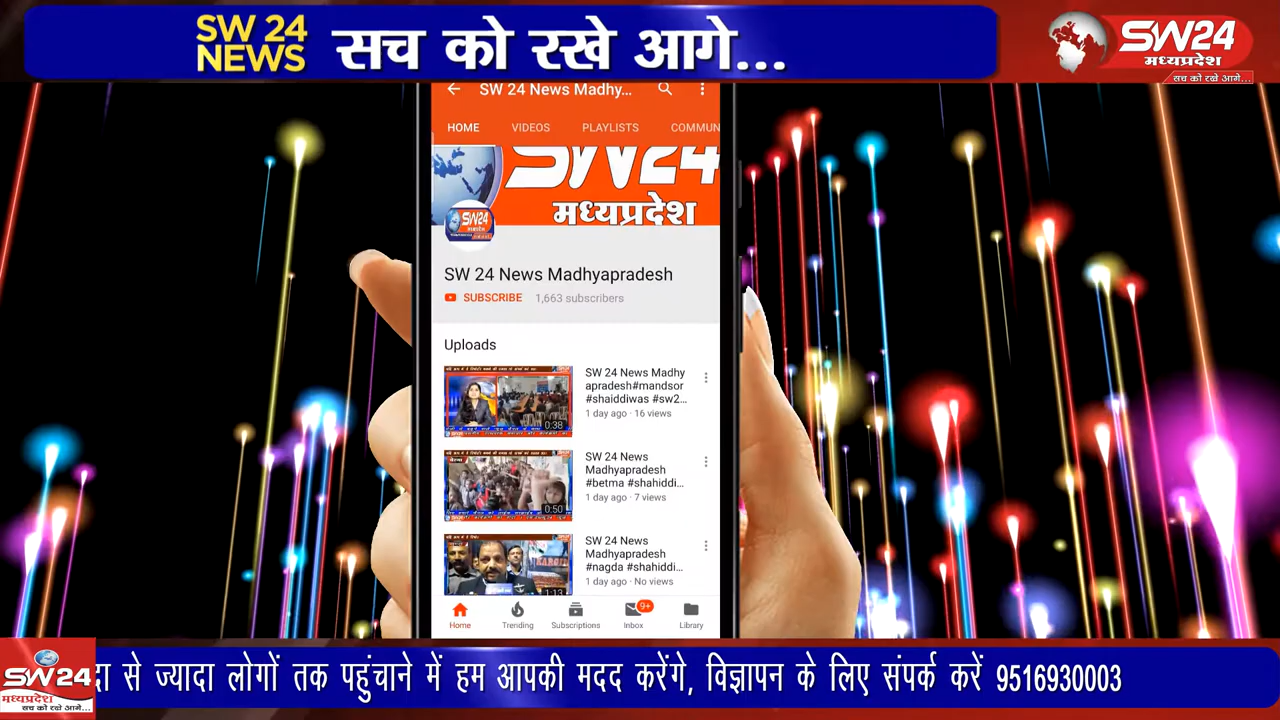 SW 24
NEWS
सच को रखे आगे...
SW24
मध्यप्रदेश
सच को रखे आगे...
SW 24 News Madhy...
HOME VIDEOS PLAYLISTS COMMUN
SW24
मध्यप्रदेश
SW24
SW 24 News Madhyapradesh
SUBSCRIBE 1,663 subscribers
Uploads
SW 24 News Madhy
apradesh#mandsor
#shaiddiwas #sw2...
1 day ago · 16 views
0:38
SW 24 News
Madhyapradesh
#betma #shahiddi...
1 day ago · 7 views
0:50
SW 24 News
Madhyapradesh
#nagda #shahiddi...
1 day ago · No views
1:13
9+
Home Trending Subscriptions Inbox Library
SW24
मध्यप्रदेश
सच को रखे आगे...
दा से ज्यादा लोगों तक पहुंचाने में हम आपकी मदद करेंगे, विज्ञापन के लिए संपर्क करें 9516930003